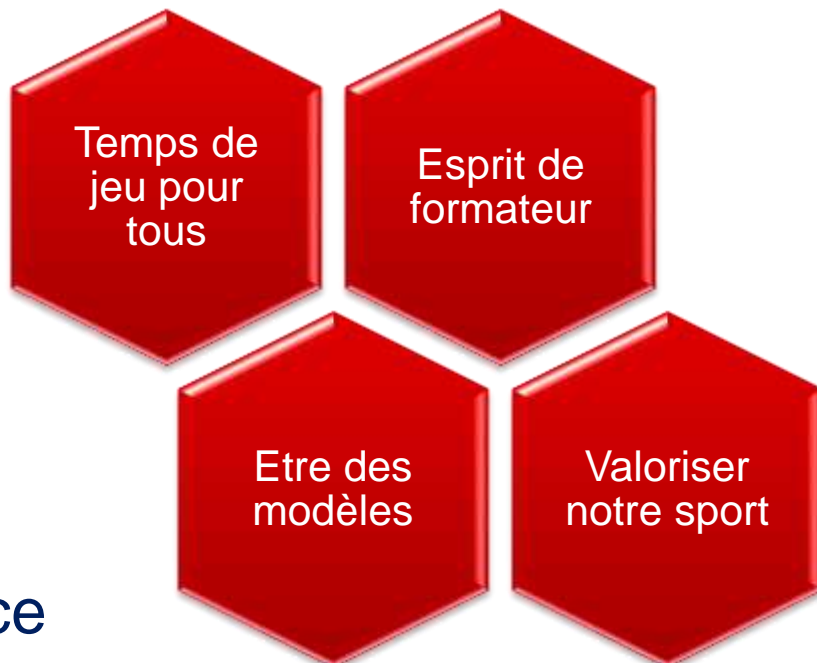 Temps de
jeu pour
tous
Esprit de
formateur
Etre des
modèles
Valoriser
notre sport
ce